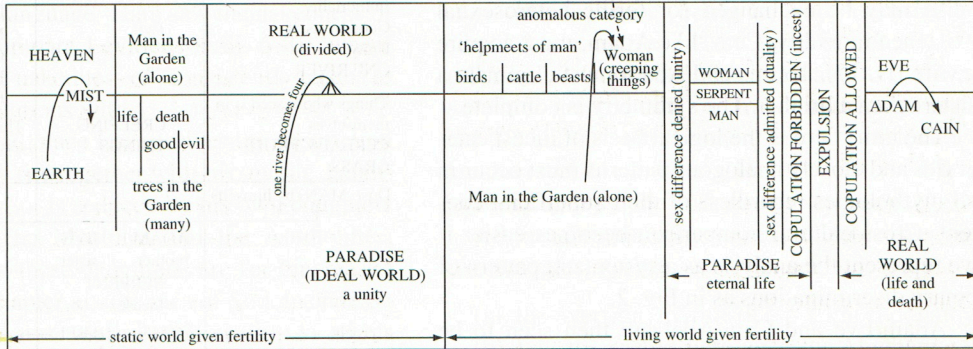 HEAVEN
MIST
EARTH
Man in the
Garden
(alone)
life
death
good
evil
trees in the
Garden
(many)
REAL WORLD
(divided)
one river becomes four
PARADISE
(IDEAL WORLD)
a unity
static world given fertility
anomalous category
'helpmeets of man'
birds
cattle
beasts
Woman
(creeping
things)
Man in the Garden (alone)
sex difference denied (unity)
WOMAN
SERPENT
MAN
sex difference admitted (duality)
COPULATION FORBIDDEN (incest)
EXPULSION
COPULATION ALLOWED
EVE
ADAM
CAIN
PARADISE
eternal life
REAL
WORLD
(life and
death)
living world given fertility